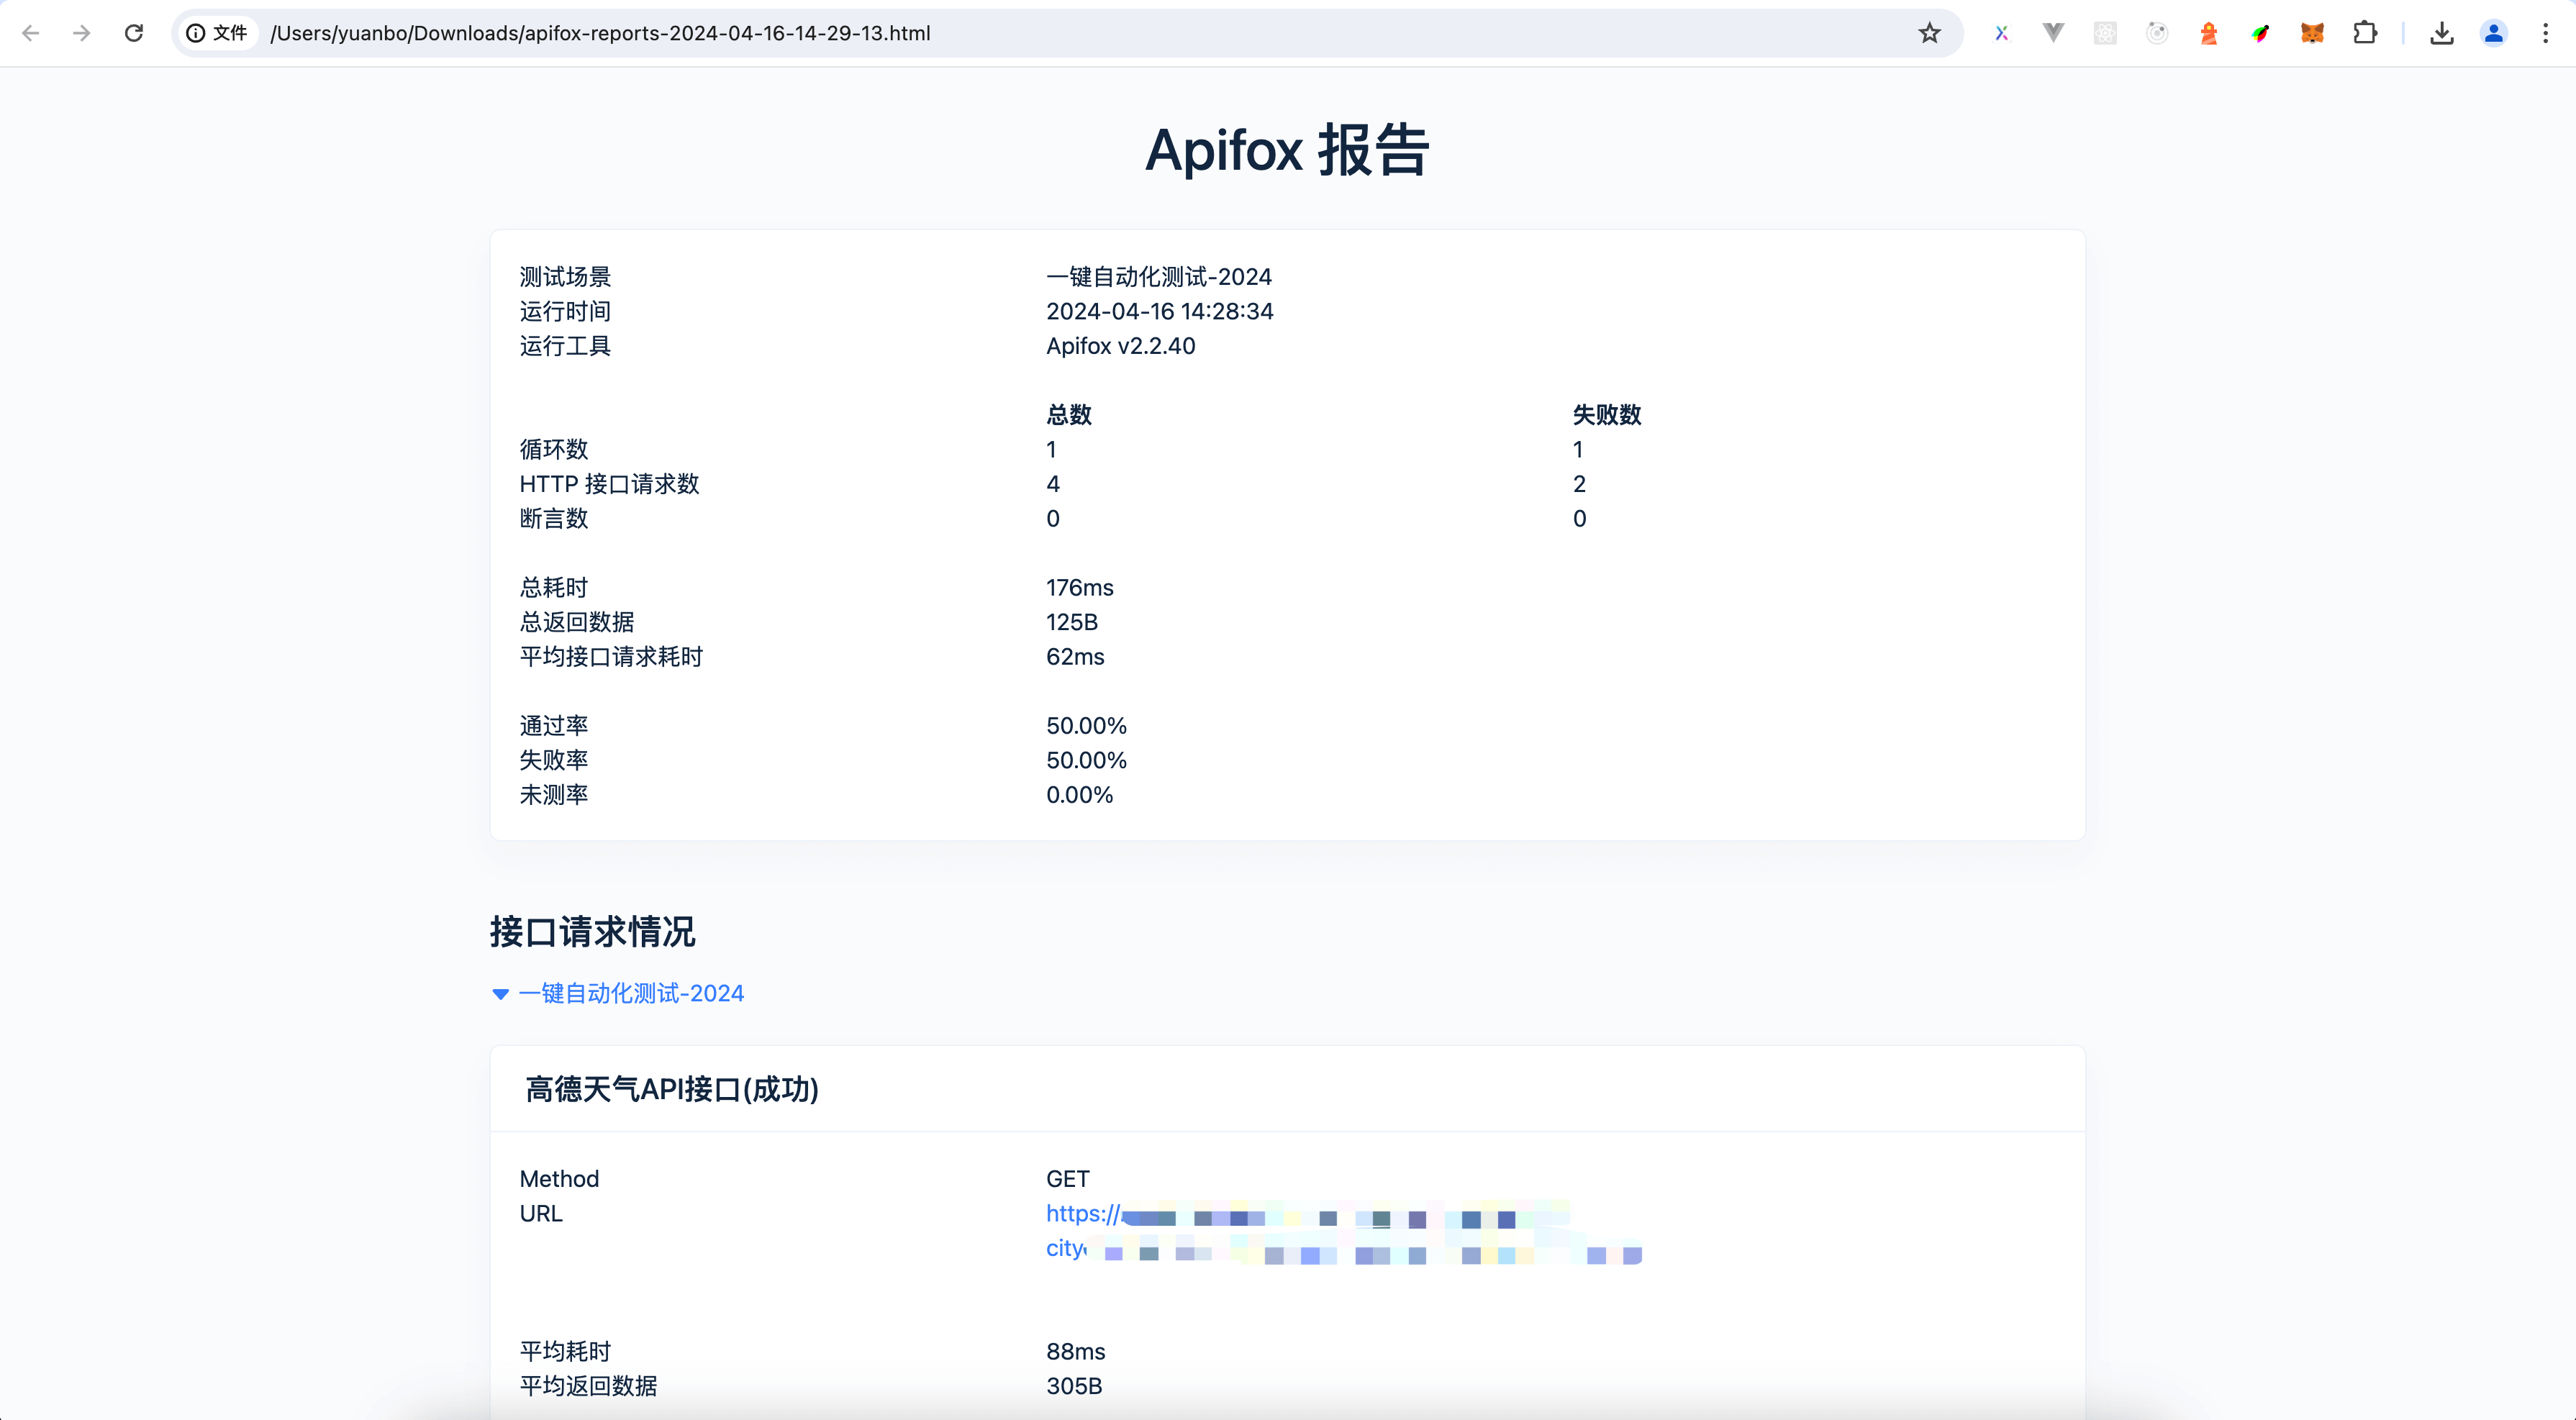 文件 /Users/yuanbo/Downloads/apifox-reports-2024-04-16-14-29-13.html
Apifox 报告
测试场景 一键自动化测试-2024
运行时间 2024-04-16 14:28:34
运行工具 Apifox v2.2.40
总数 失败数
循环数 1 1
HTTP 接口请求数 4 2
断言数 0 0
总耗时 176ms
总返回数据 125B
平均接口请求耗时 62ms
通过率 50.00%
失败率 50.00%
未测率 0.00%
接口请求情况
一键自动化测试-2024
高德天气API接口(成功)
Method GET
URL https://
city
平均耗时 88ms
平均返回数据 305B